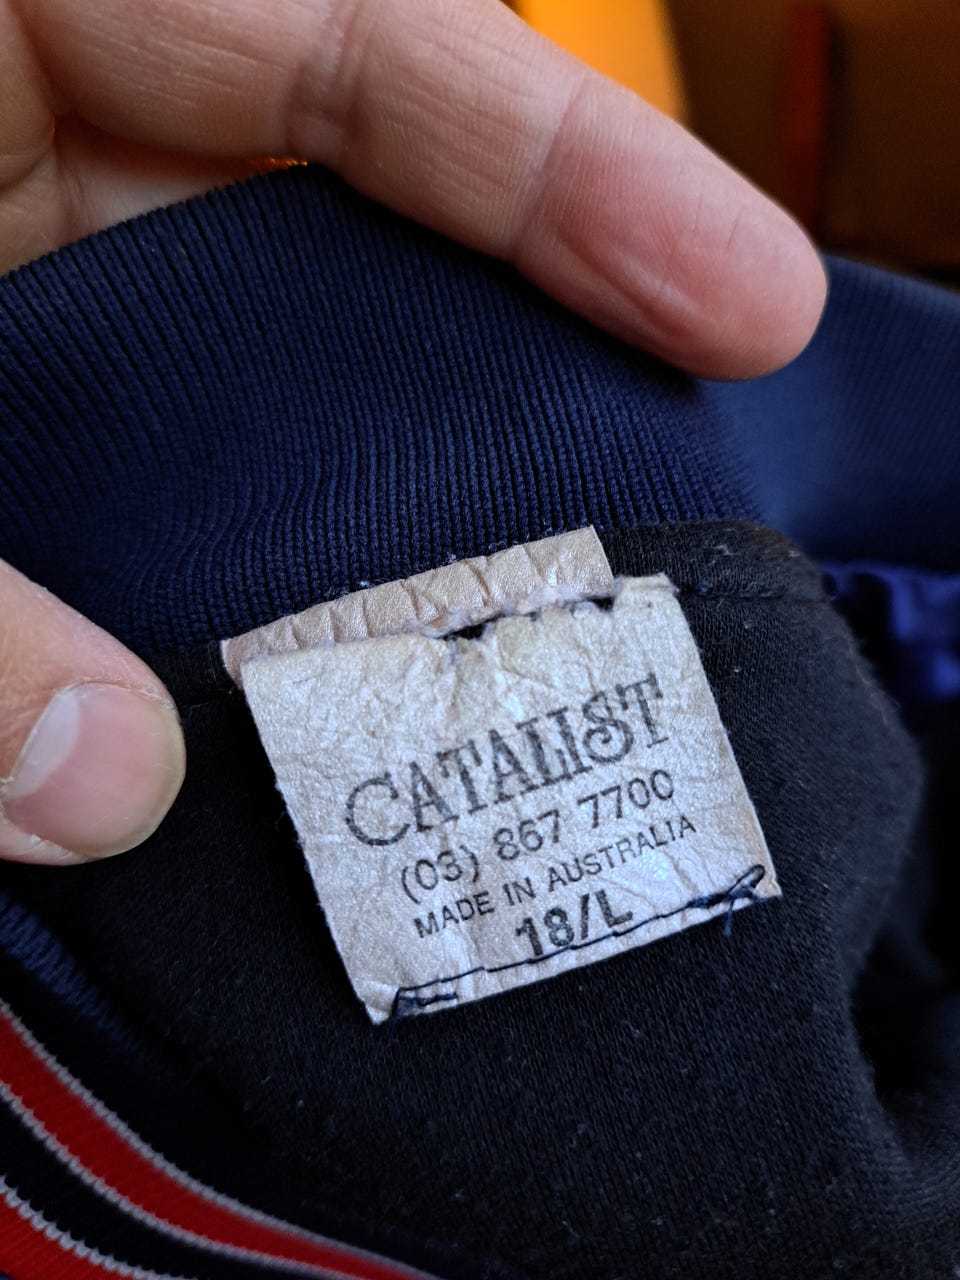 CATALIST
(03) 867 7700
MADE IN AUSTRALIA
18/L